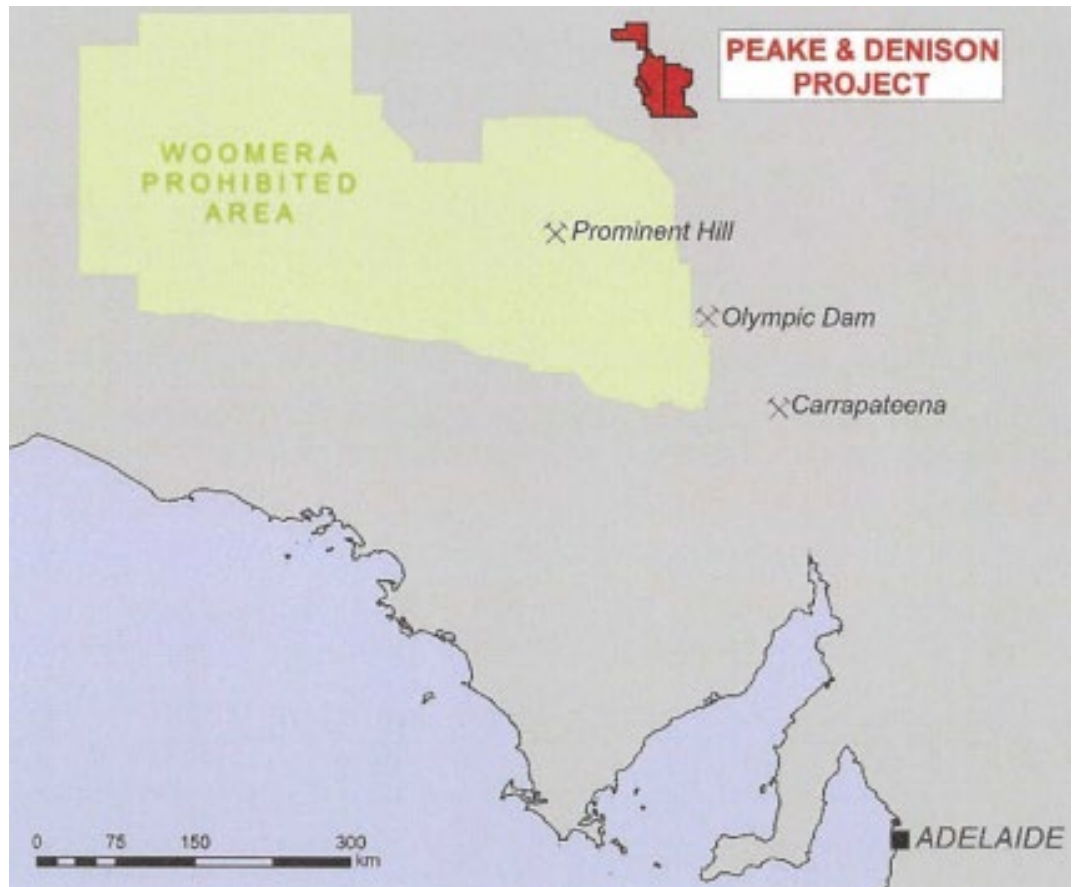 PEAKE & DENISON
PROJECT
WOOMERA
PROHIBITED
AREA
Prominent Hill
Olympic Dam
Carrapateena
0 75 150 300
km
ADELAIDE